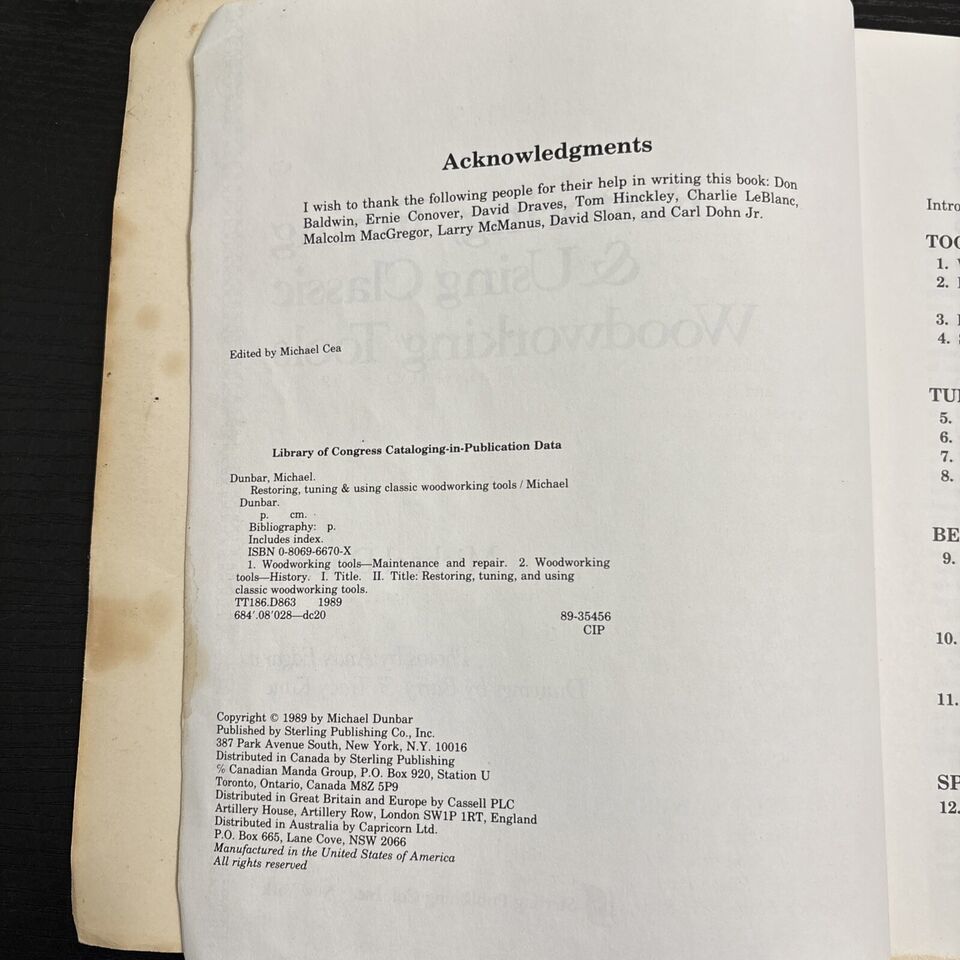 Acknowledgments
I wish to thank the following people for their help in writing this book: Don
Baldwin, Ernie Conover, David Draves, Tom Hinckley, Charlie LeBlanc,
Malcolm MacGregor, Larry McManus, David Sloan, and Carl Dohn Jr.
Edited by Michael Cea
Library of Congress Cataloging-in-Publication Data
Dunbar, Michael.
Restoring, tuning & using classic woodworking tools / Michael
Dunbar.
p. cm.
Bibliography: p.
Includes index.
ISBN 0-8069-6670-X
1. Woodworking tools—Maintenance and repair. 2. Woodworking
tools—History. I. Title. II. Title: Restoring, tuning, and using
classic woodworking tools.
TT186.D863 1989
684'.08'028—dc20 89-35456
CIP
Copyright © 1989 by Michael Dunbar
Published by Sterling Publishing Co., Inc.
387 Park Avenue South, New York, N.Y. 10016
Distributed in Canada by Sterling Publishing
% Canadian Manda Group, P.O. Box 920, Station U
Toronto, Ontario, Canada M8Z 5P9
Distributed in Great Britain and Europe by Cassell PLC
Artillery House, Artillery Row, London SW1P 1RT, England
Distributed in Australia by Capricorn Ltd.
P.O. Box 665, Lane Cove, NSW 2066
Manufactured in the United States of America
All rights reserved
Intro
TOO
1.
2.
3.
4.
TU
5.
6.
7.
8.
BE
9.
10.
11.
SP
12.